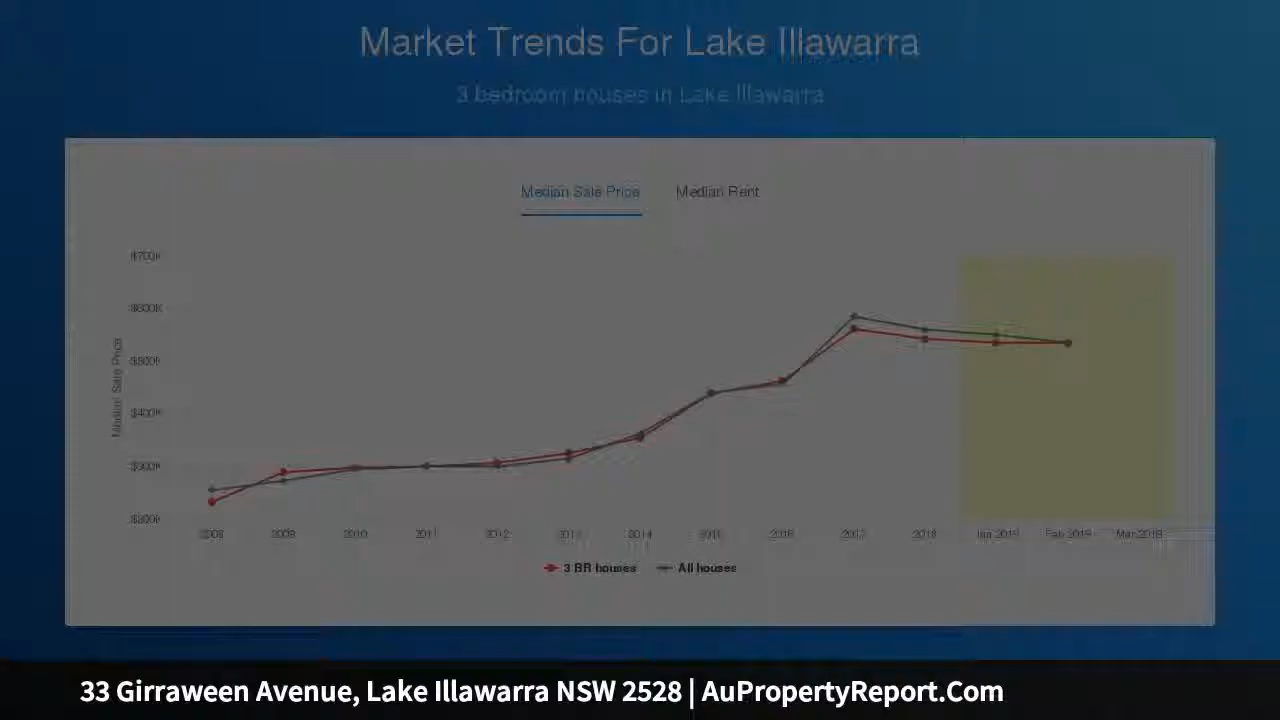 Market Trends For Lake Illawarra
3 bedroom houses in Lake Illawarra
Median Sale Price Median Rent
$700K
$600K
$500K
$400K
$300K
$200K
Median Sale Price
2008 2009 2010 2011 2012 2013 2014 2015 2016 2017 2018 Jan 2019 Feb 2019 Mar 2019
3 BR houses All houses
33 Girraween Avenue, Lake Illawarra NSW 2528 | AuPropertyReport.Com